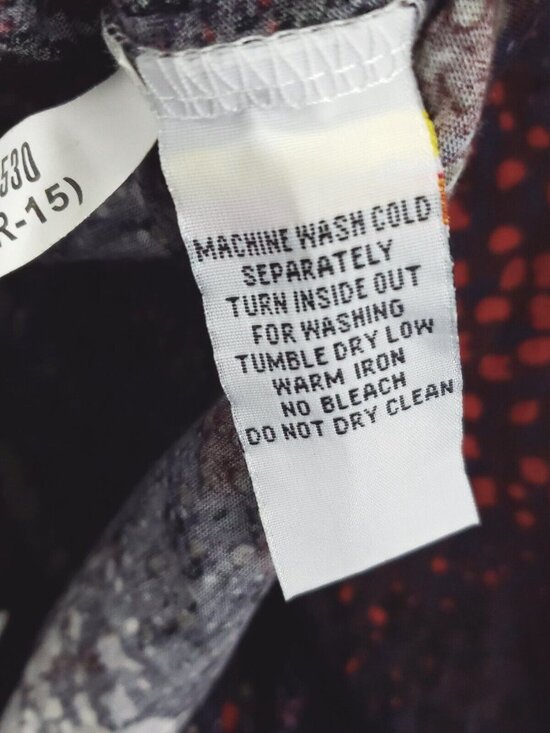 530
R-15)
MACHINE WASH COLD
SEPARATELY
TURN INSIDE OUT
FOR WASHING
TUMBLE DRY LOW
WARM IRON
NO BLEACH
DO NOT DRY CLEAN